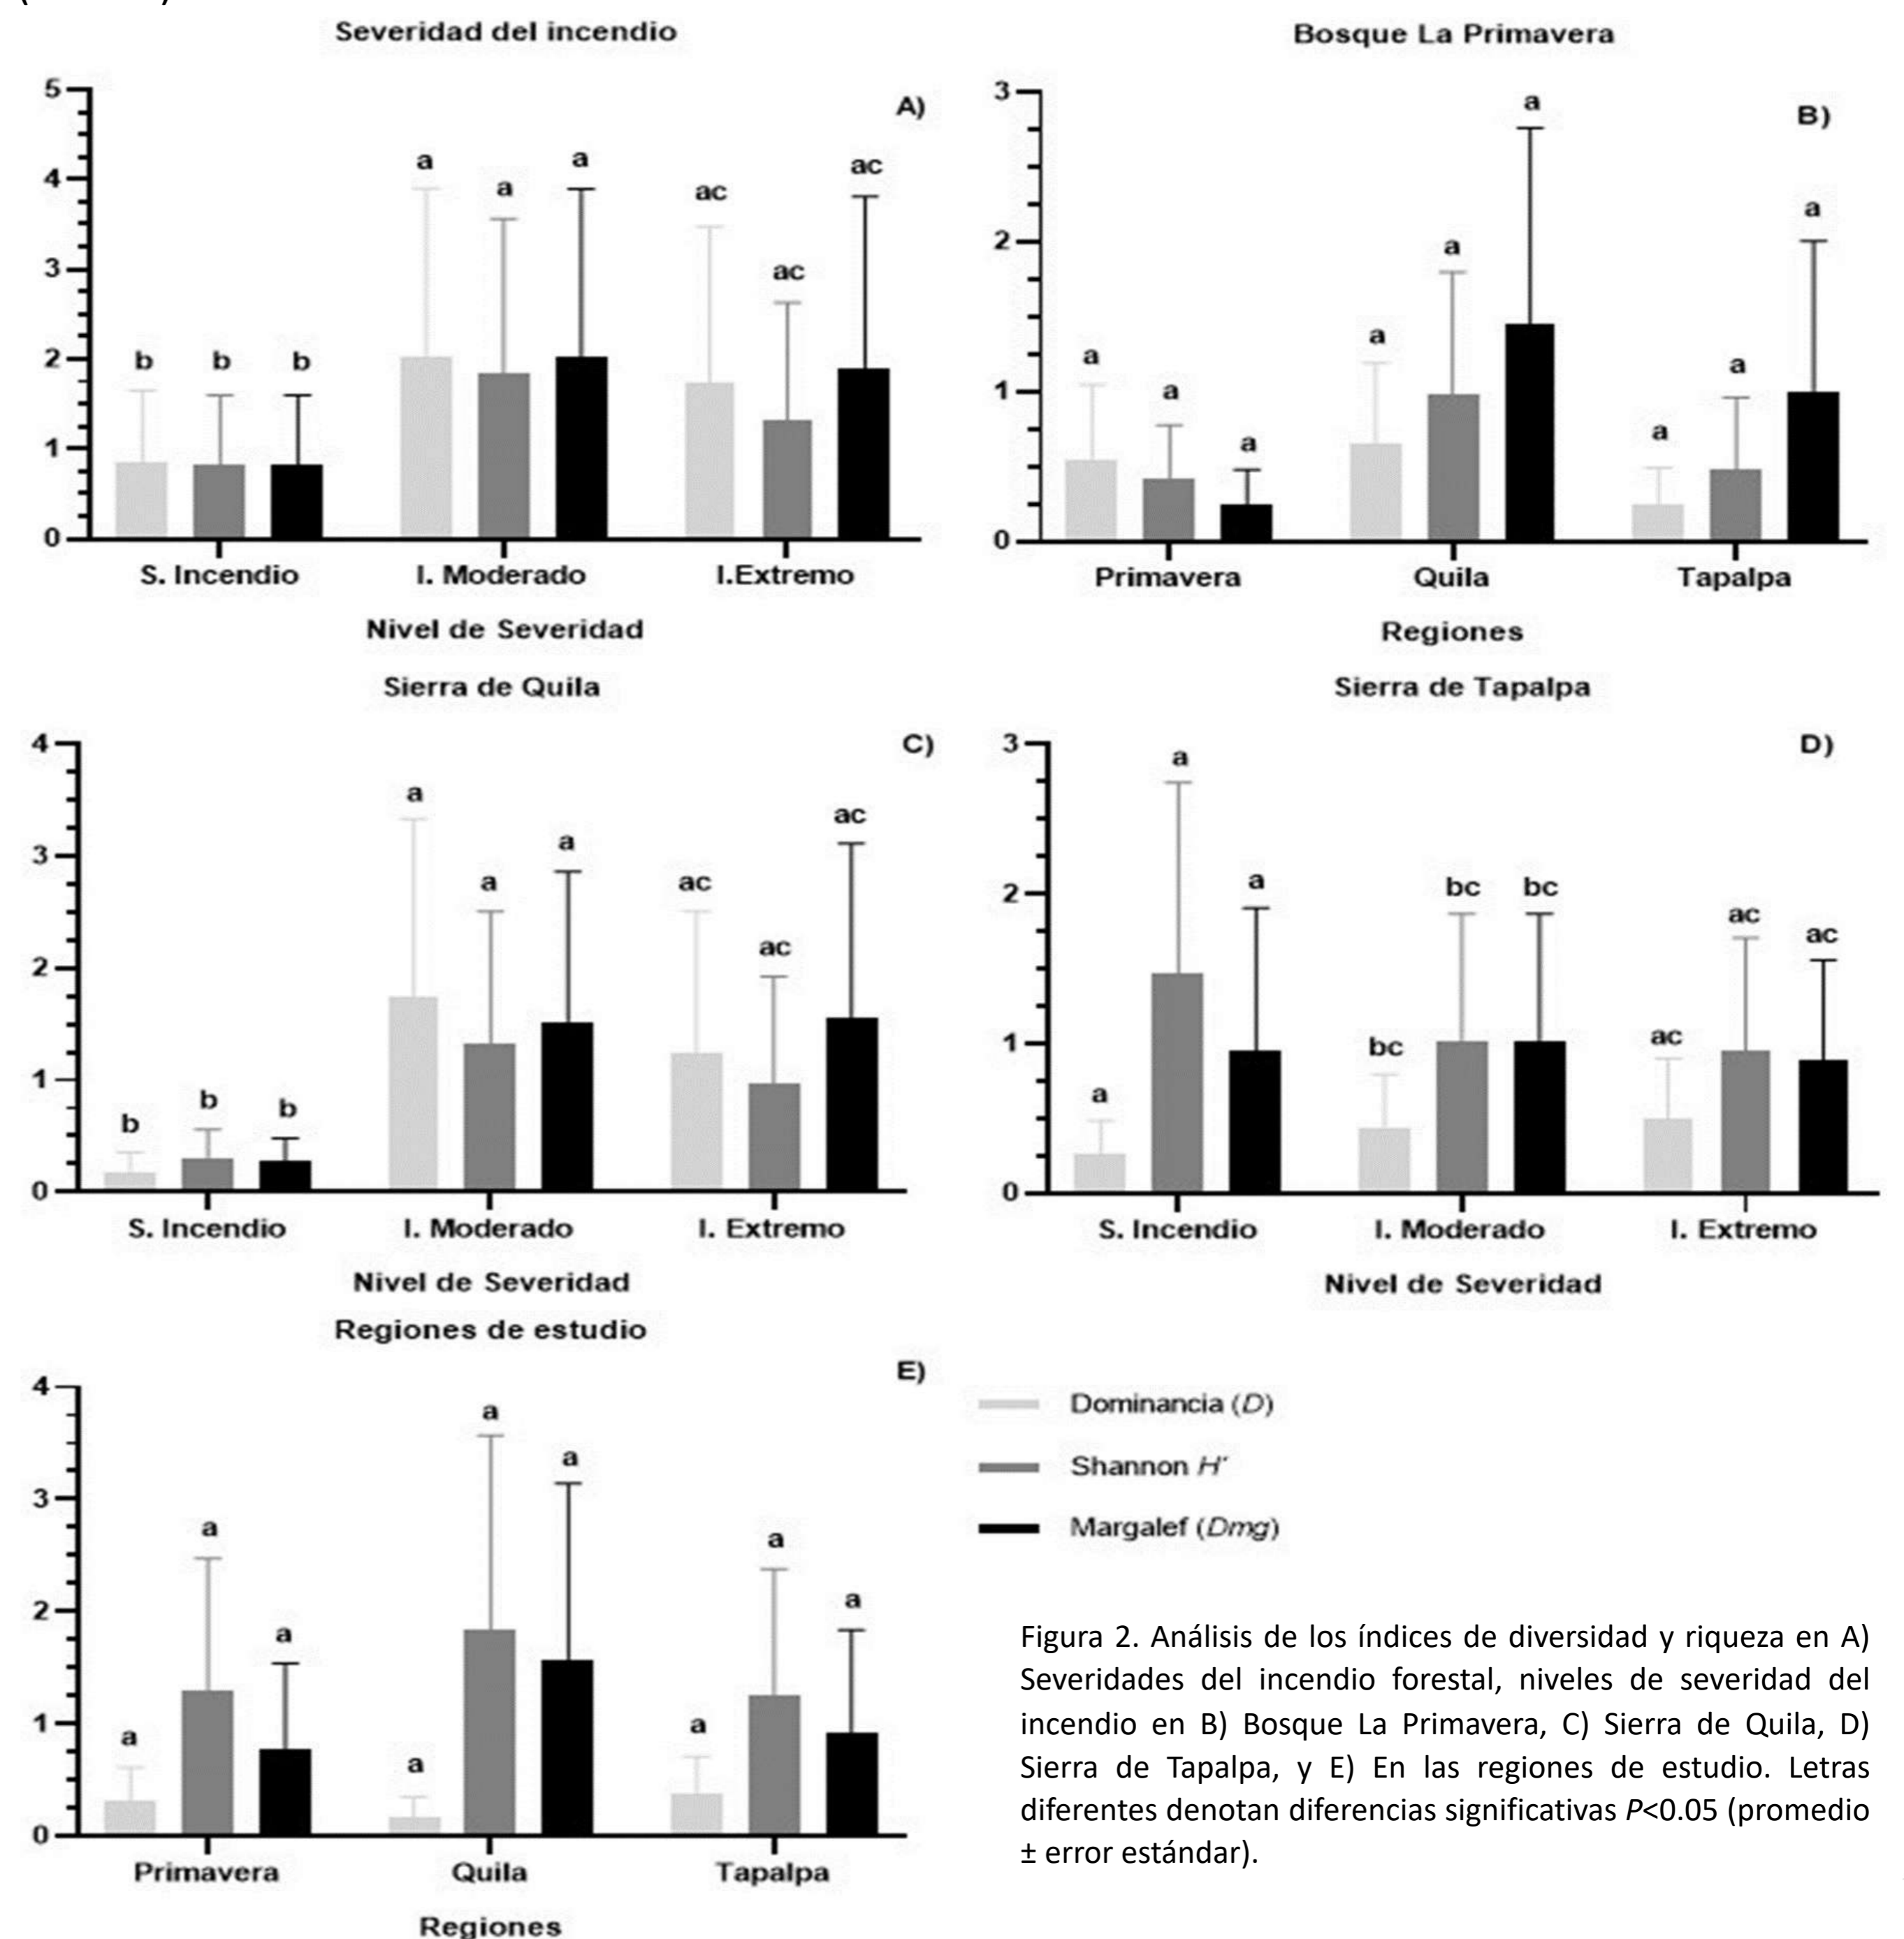 Severidad del incendio
A)
5
4
3
2
1
0
b b b
a a a
ac ac ac
S. Incendio I. Moderado I.Extremo
Nivel de Severidad
Bosque La Primavera
B)
3
2
1
0
a a a
a a a
a a a
Primavera Quila Tapalpa
Regiones
Sierra de Quila
C)
4
3
2
1
0
b b b
a a a
ac ac ac
S. Incendio I. Moderado I. Extremo
Nivel de Severidad
Sierra de Tapalpa
D)
3
2
1
0
a a a
bc bc bc
ac ac ac
S. Incendio I. Moderado I. Extremo
Nivel de Severidad
Regiones de estudio
E)
4
3
2
1
0
a a a
a a a
a a a
Primavera Quila Tapalpa
Regiones
Dominancia (D)
Shannon H´
Margalef (Dmg)
Figura 2. Análisis de los índices de diversidad y riqueza en A)
Severidades del incendio forestal, niveles de severidad del
incendio en B) Bosque La Primavera, C) Sierra de Quila, D)
Sierra de Tapalpa, y E) En las regiones de estudio. Letras
diferentes denotan diferencias significativas P<0.05 (promedio
± error estándar).